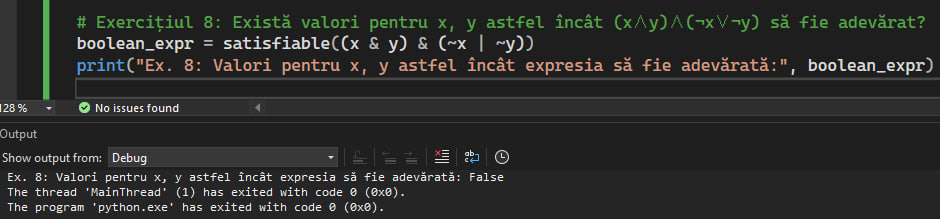 # Exercițiul 8: Există valori pentru x, y astfel încât (x∧y)∧(¬x∨¬y) să fie adevărat?
boolean_expr = satisfiable((x & y) & (~x | ~y))
print("Ex. 8: Valori pentru x, y astfel încât expresia să fie adevărată:", boolean_expr)
128 % No issues found
Output
Show output from: Debug
Ex. 8: Valori pentru x, y astfel încât expresia să fie adevărată: False
The thread 'MainThread' (1) has exited with code 0 (0x0).
The program 'python.exe' has exited with code 0 (0x0).